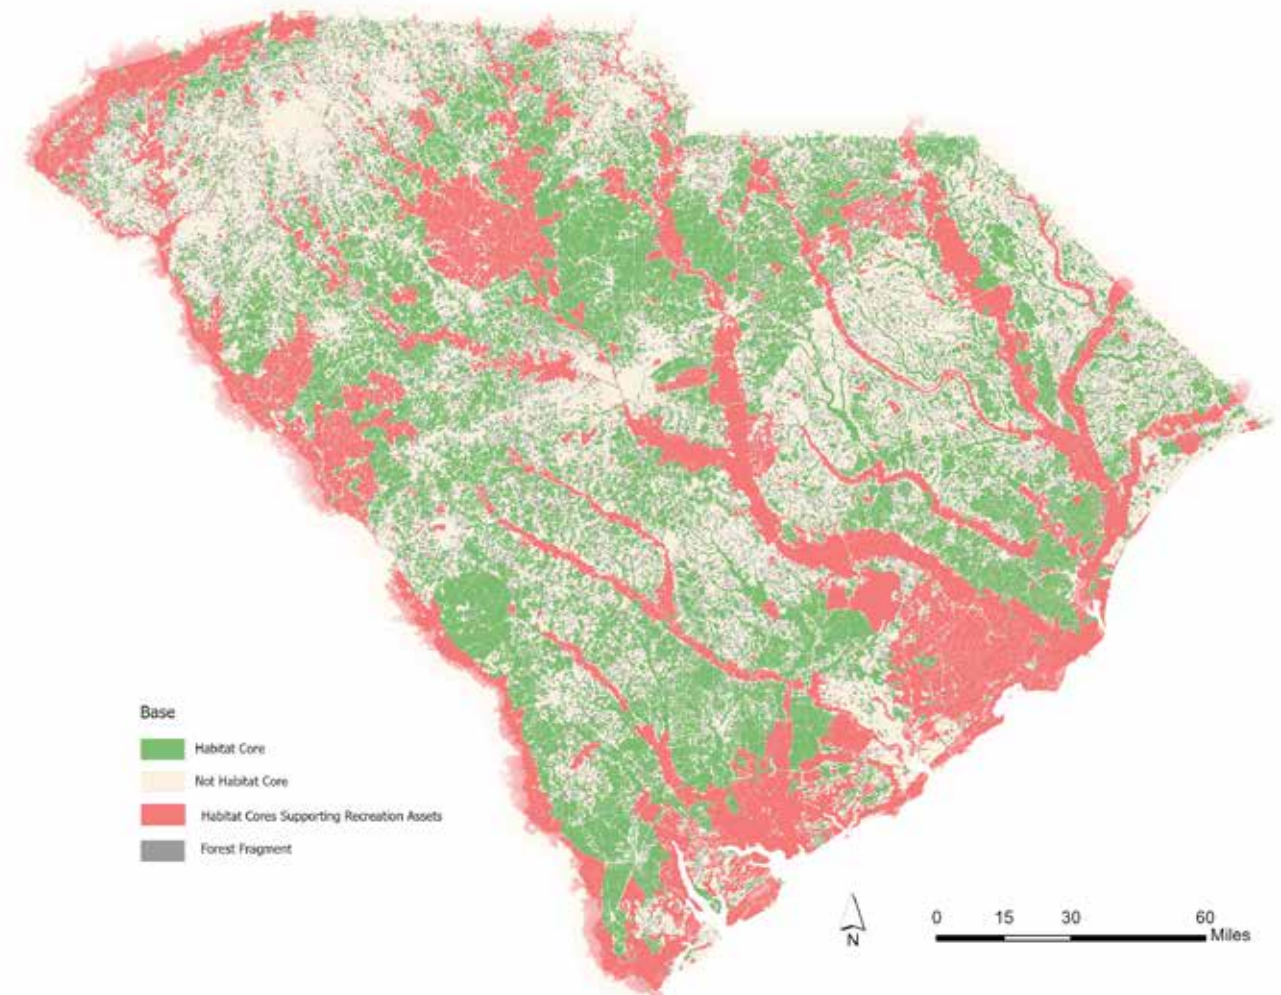 Base
Habitat Core
Not Habitat Core
Habitat Cores Supporting Recreation Assets
Forest Fragment
N
0 15 30 60
Miles